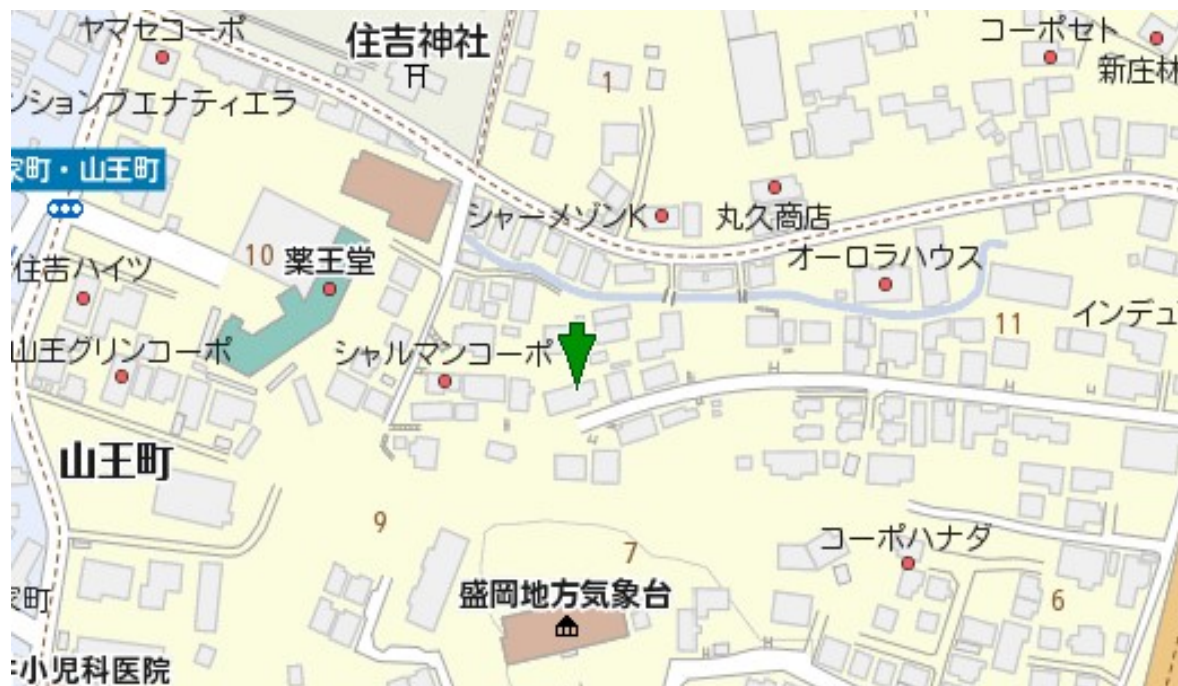 ヤマセコーポ
住吉神社
コーポセト
新庄林
ンションブエナティエラ
1
家町・山王町
シャーメゾンK
丸久商店
10
薬王堂
オーロラハウス
住吉ハイツ
11
インデュ
山王グリンコーポ
シャルマンコーポ
山王町
9
7
コーポハナダ
盛岡地方気象台
6
家町
小児科医院